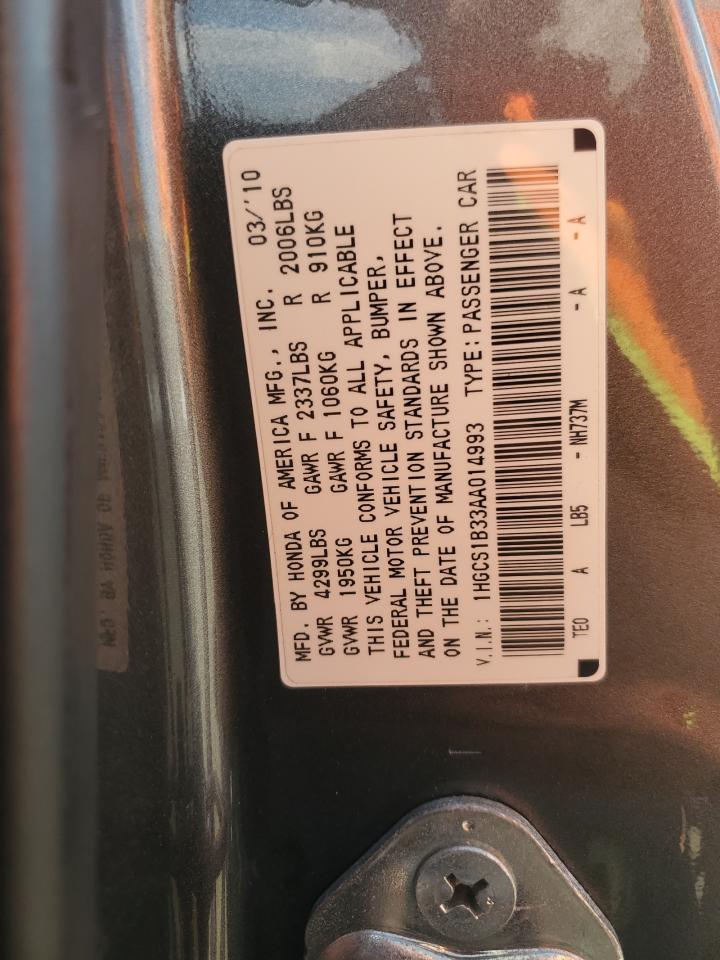 MFD. BY HONDA OF AMERICA MFG., INC. 03/'10
GVWR 4299LBS GAWR F 2337LBS R 2006LBS
GVWR 1950KG GAWR F 1060KG R 910KG
THIS VEHICLE CONFORMS TO ALL APPLICABLE
FEDERAL MOTOR VEHICLE SAFETY, BUMPER,
AND THEFT PREVENTION STANDARDS IN EFFECT
ON THE DATE OF MANUFACTURE SHOWN ABOVE.
V.I.N.: 1HGCS1B33AA014993 TYPE:PASSENGER CAR
TE0 A LB5 - NH737M - A - A